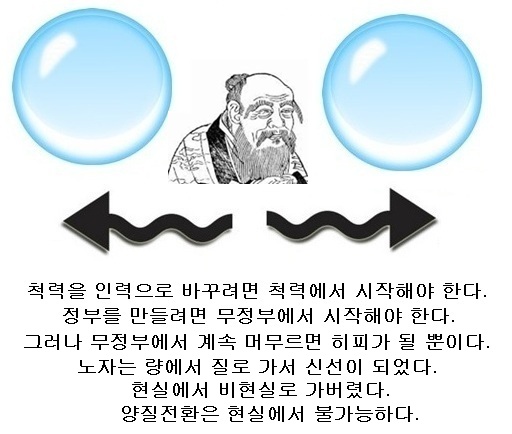 척력을 인력으로 바꾸려면 척력에서 시작해야 한다.
정부를 만들려면 무정부에서 시작해야 한다.
그러나 무정부에서 계속 머무르면 히피가 될 뿐이다.
노자는 량에서 질로 가서 신선이 되었다.
현실에서 비현실로 가버렸다.
양질전환은 현실에서 불가능하다.